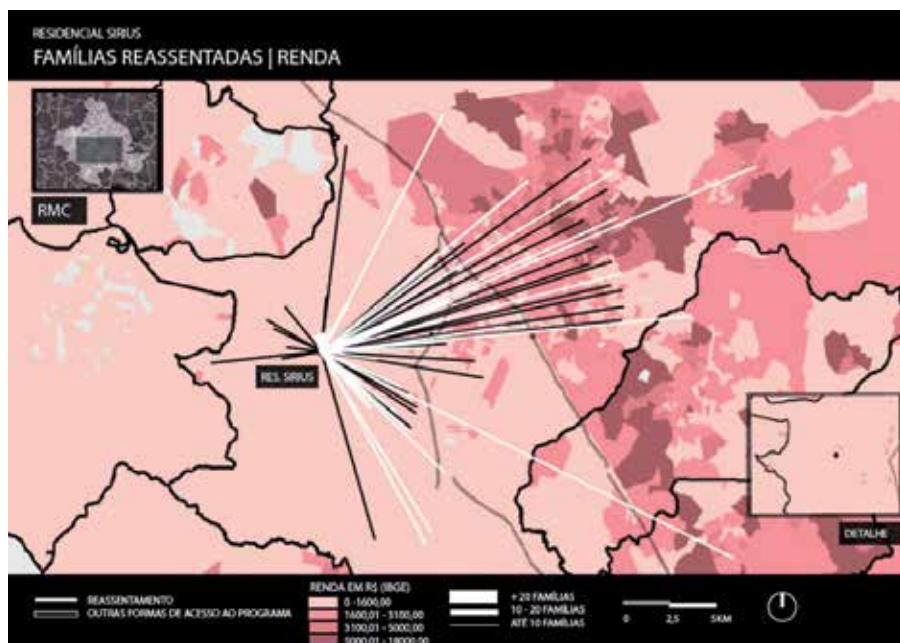 RESIDENCIAL SIRIUS
FAMÍLIAS REASSENTADAS | RENDA
RMC
RES. SIRIUS
DETALHE
REASSENTAMENTO
OUTRAS FORMAS DE ACESSO AO PROGRAMA
RENDA EM R$ (IBGE)
0 -1600,00
1600,01 - 3100,00
3100,01 - 5000,00
5000,01 - 18000,00
+ 20 FAMÍLIAS
10 - 20 FAMÍLIAS
ATÉ 10 FAMÍLIAS
0 2,5 5KM